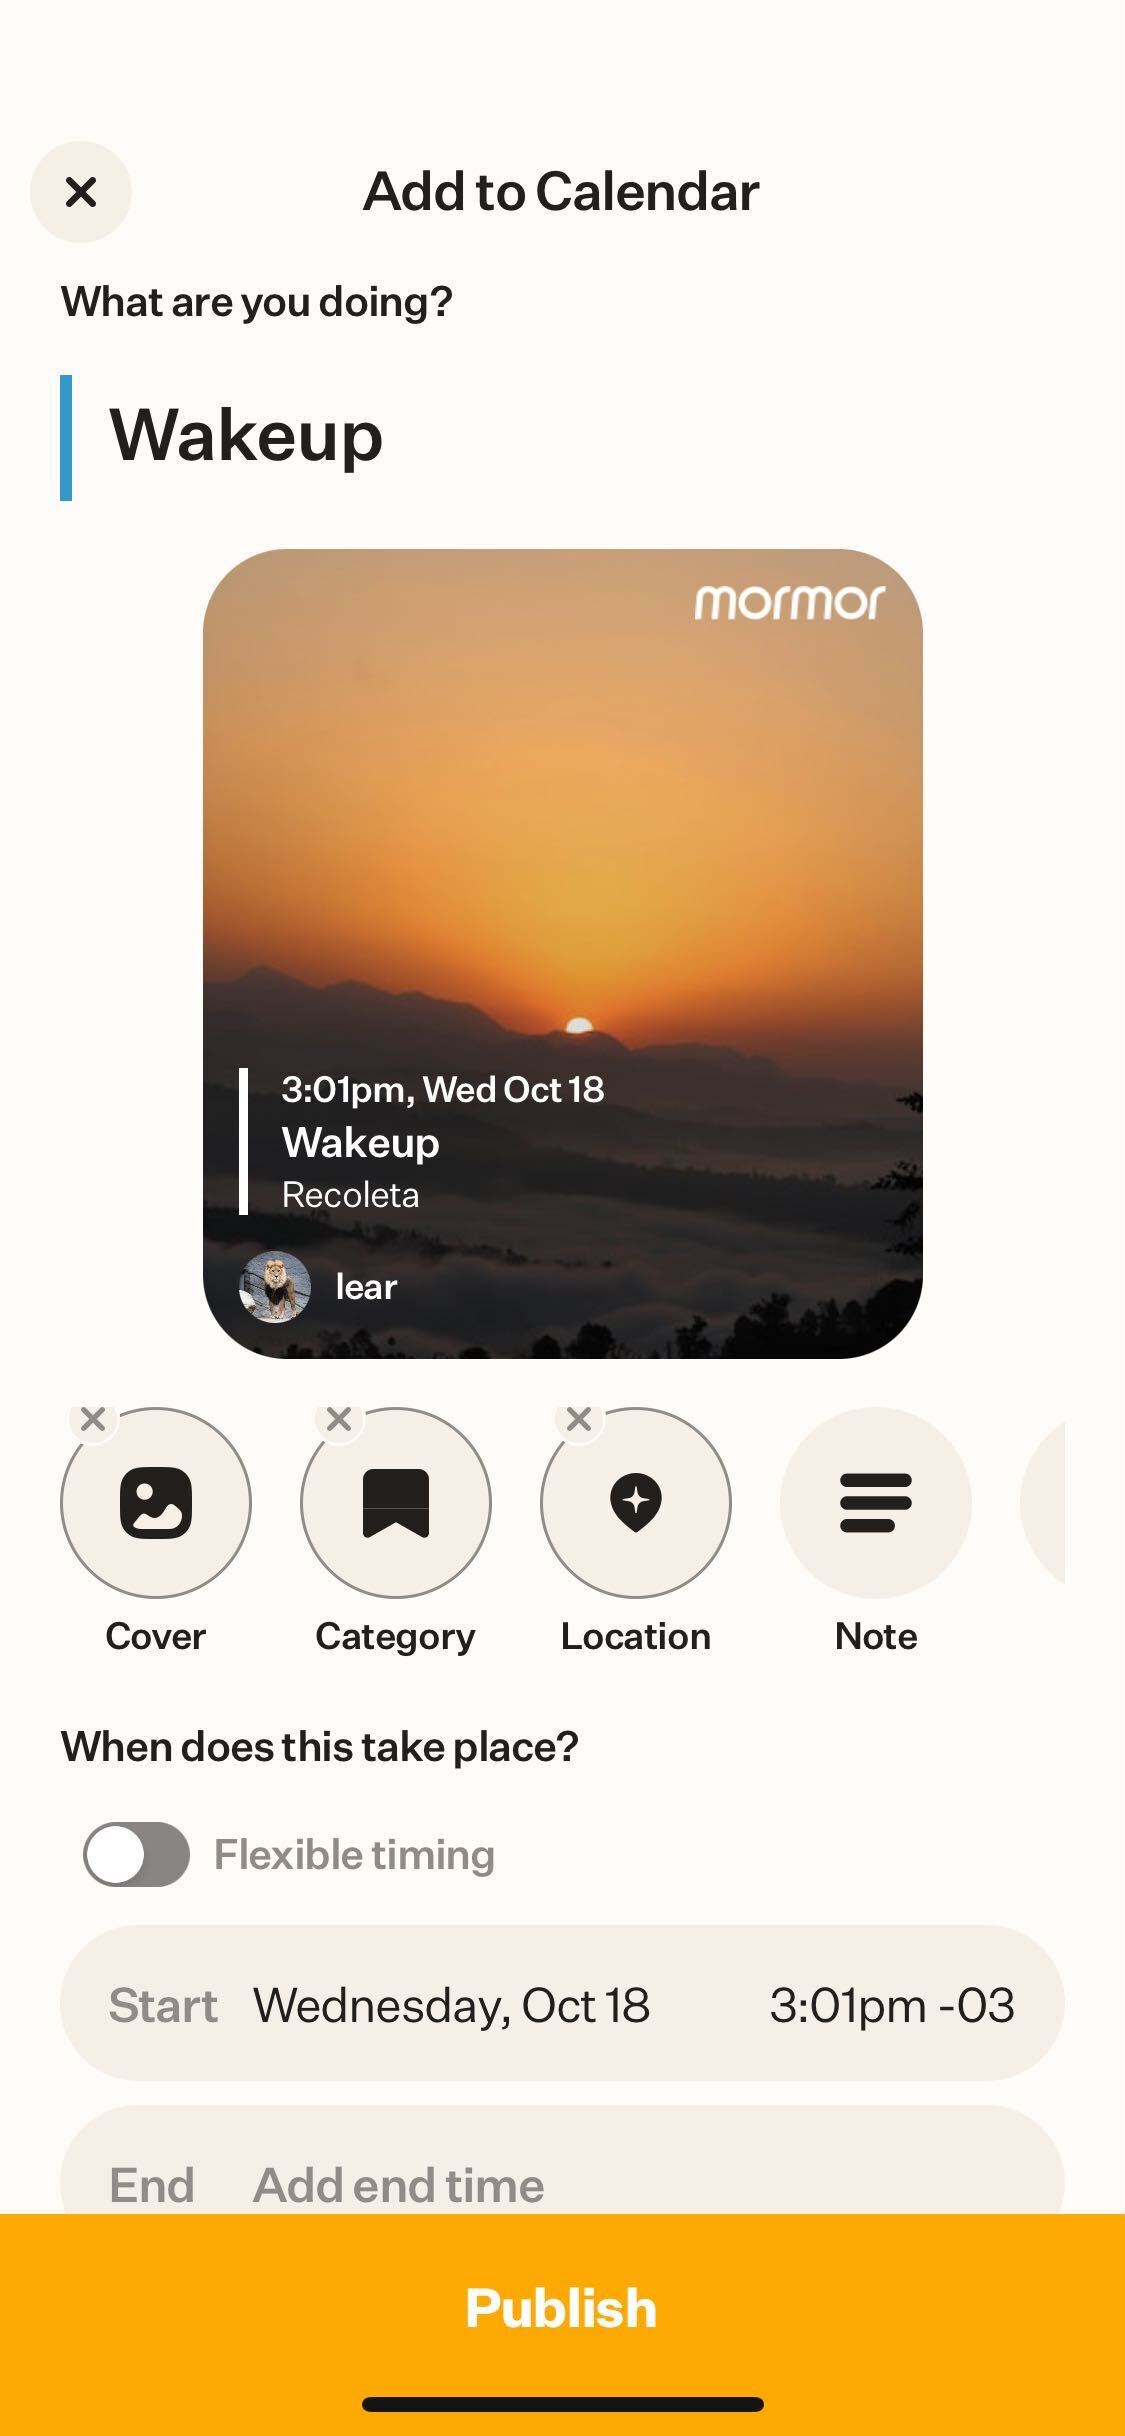 Add to Calendar
What are you doing?
Wakeup
mormor
3:01pm, Wed Oct 18
Wakeup
Recoleta
lear
Cover
Category
Location
Note
When does this take place?
Flexible timing
Start Wednesday, Oct 18 3:01pm -03
End Add end time
Publish